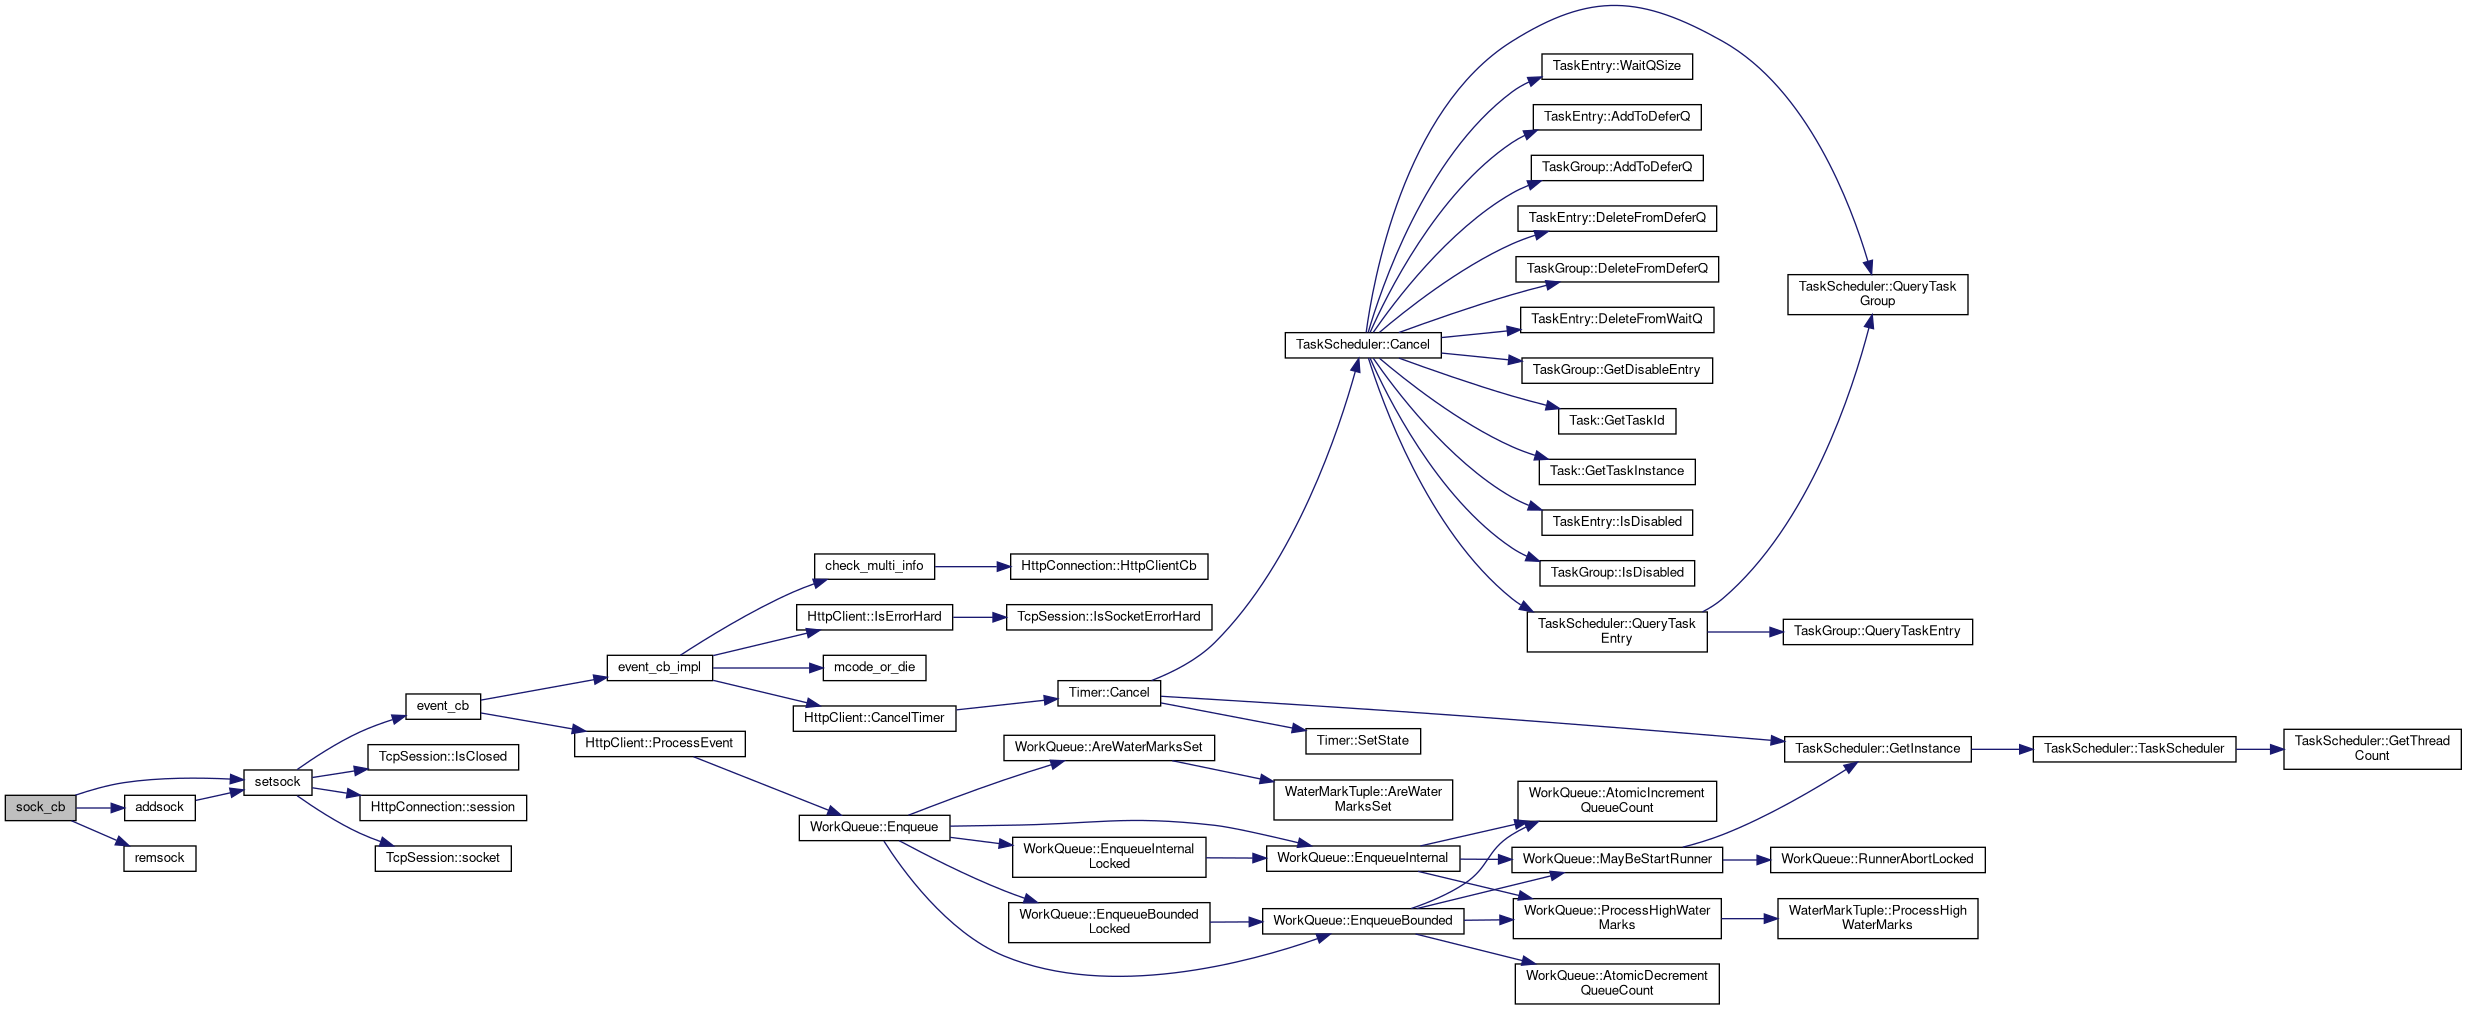 sock_cb
setsock
addsock
remsock
event_cb
TcpSession::IsClosed
HttpConnection::session
TcpSession::socket
event_cb_impl
HttpClient::ProcessEvent
check_multi_info
HttpClient::IsErrorHard
mcode_or_die
HttpClient::CancelTimer
WorkQueue::Enqueue
HttpConnection::HttpClientCb
TcpSession::IsSocketErrorHard
Timer::Cancel
WorkQueue::AreWaterMarksSet
WorkQueue::EnqueueInternal
Locked
WorkQueue::EnqueueBounded
Locked
TaskScheduler::Cancel
Timer::SetState
WaterMarkTuple::AreWater
MarksSet
WorkQueue::EnqueueInternal
WorkQueue::EnqueueBounded
TaskEntry::WaitQSize
TaskEntry::AddToDeferQ
TaskGroup::AddToDeferQ
TaskEntry::DeleteFromDeferQ
TaskGroup::DeleteFromDeferQ
TaskEntry::DeleteFromWaitQ
TaskGroup::GetDisableEntry
Task::GetTaskId
Task::GetTaskInstance
TaskEntry::IsDisabled
TaskGroup::IsDisabled
TaskScheduler::QueryTask
Entry
WorkQueue::AtomicIncrement
QueueCount
WorkQueue::MayBeStartRunner
WorkQueue::ProcessHighWater
Marks
WorkQueue::AtomicDecrement
QueueCount
TaskScheduler::QueryTask
Group
TaskGroup::QueryTaskEntry
TaskScheduler::GetInstance
WorkQueue::RunnerAbortLocked
WaterMarkTuple::ProcessHigh
WaterMarks
TaskScheduler::TaskScheduler
TaskScheduler::GetThread
Count